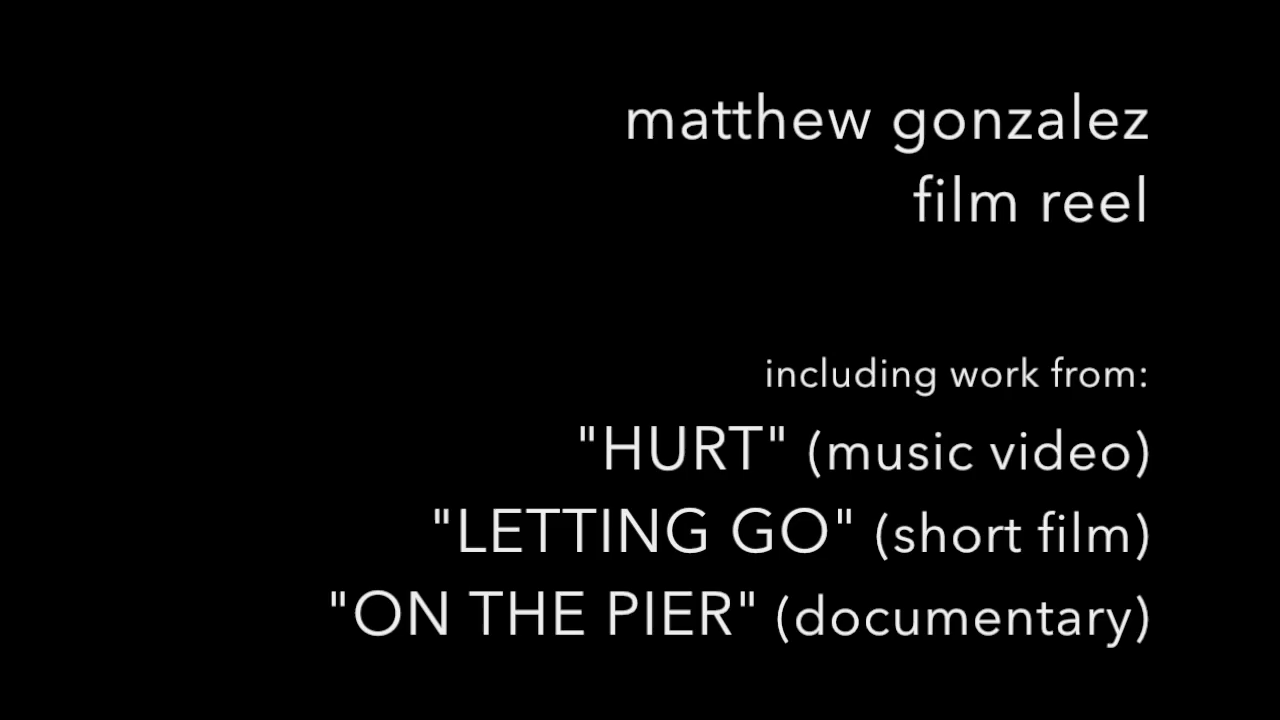 matthew gonzalez
film reel
including work from:
"HURT" (music video)
"LETTING GO" (short film)
"ON THE PIER" (documentary)